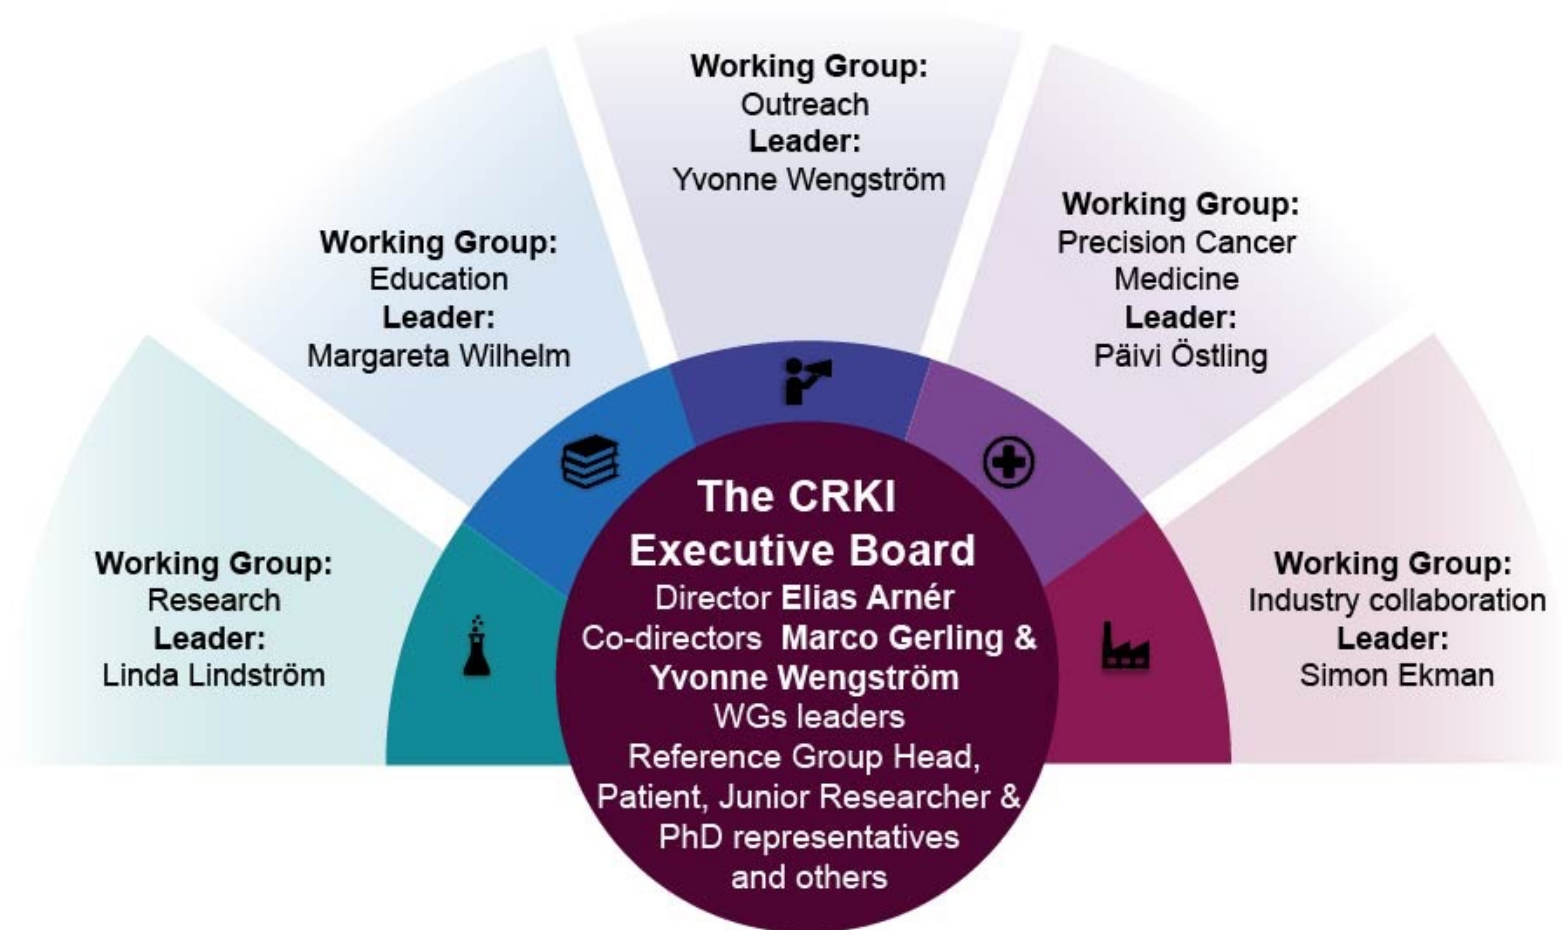 Working Group:
Research
Leader:
Linda Lindström
Working Group:
Education
Leader:
Margareta Wilhelm
Working Group:
Outreach
Leader:
Yvonne Wengström
Working Group:
Precision Cancer
Medicine
Leader:
Päivi Östling
Working Group:
Industry collaboration
Leader:
Simon Ekman
The CRKI
Executive Board
Director Elias Arnér
Co-directors Marco Gerling &
Yvonne Wengström
WGs leaders
Reference Group Head,
Patient, Junior Researcher &
PhD representatives
and others